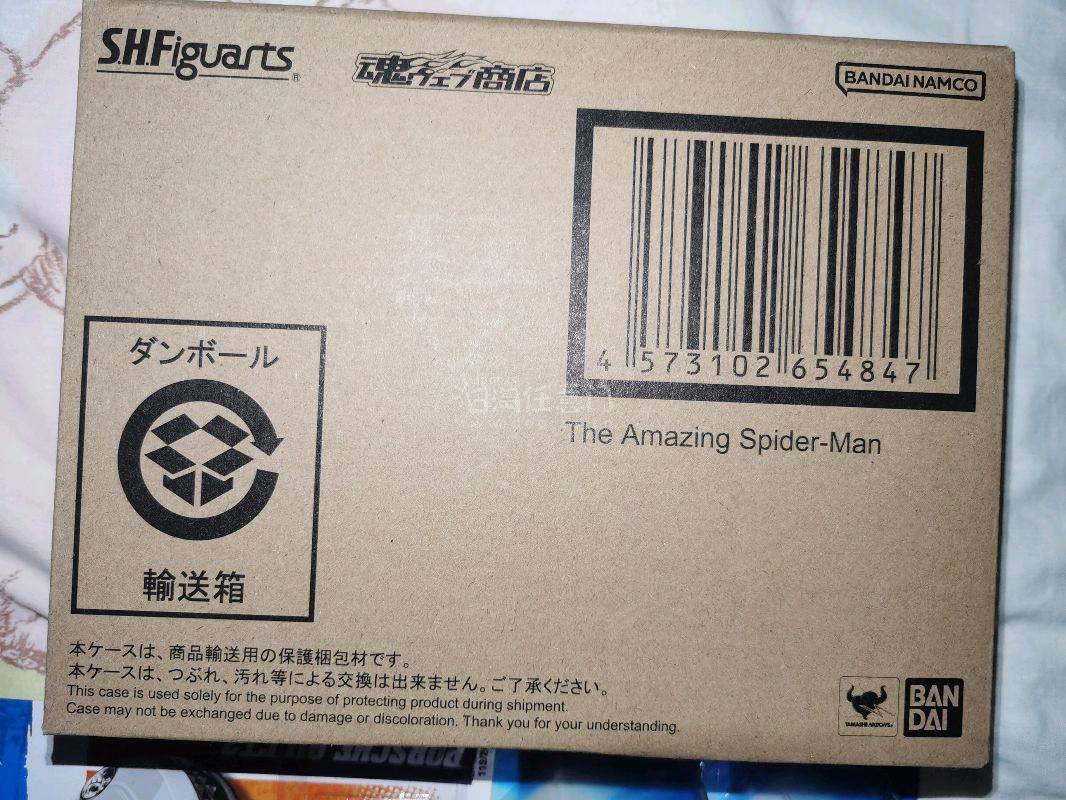 S.H.Figuarts
魂ウェブ商店
BANDAI NAMCO
4 573102 654847
The Amazing Spider-Man
ダンボール
輸送箱
本ケースは、商品輸送用の保護梱包材です。
本ケースは、つぶれ、汚れ等による交換は出来ません。ご了承ください。
This case is used solely for the purpose of protecting product during shipment.
Case may not be exchanged due to damage or discoloration. Thank you for your understanding.
TAMASHII NATIONS
BAN
DAI